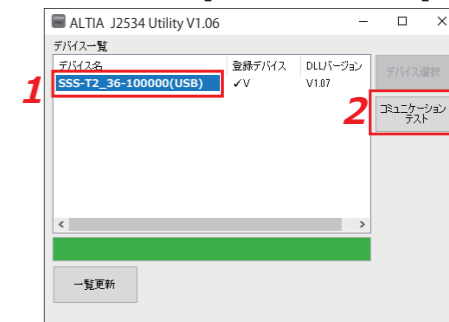 ALTIA J2534 Utility V1.06
デバイス一覧
デバイス名 登録デバイス DLLバージョン
SSS-T2_36-100000(USB) ✓V V1.07
デバイス選択
1
2
コミュニケーション
テスト
一覧更新